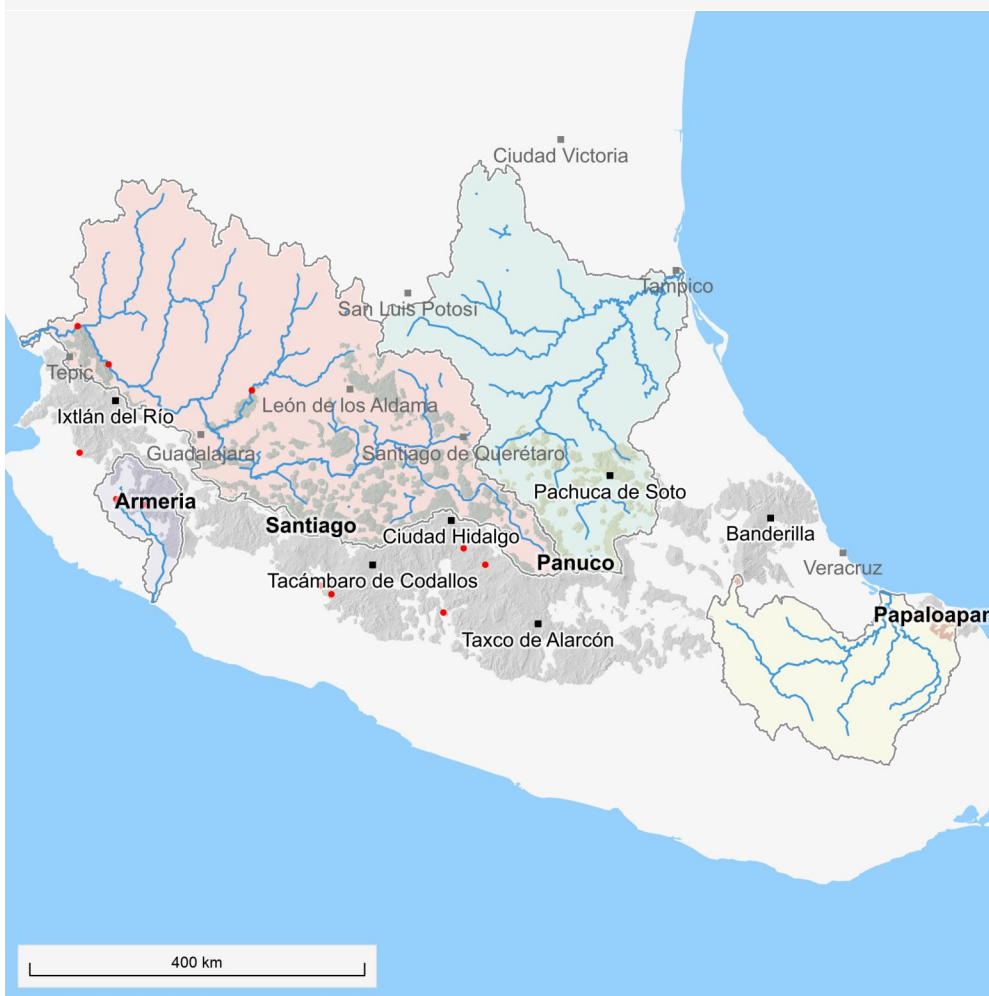 Ciudad Victoria
Tampico
San Luis Potosí
Tepic
León de los Aldama
Ixtlán del Río
Guadalajara
Santiago de Querétaro
Pachuca de Soto
Armeria
Santiago
Ciudad Hidalgo
Banderilla
Panuco
Veracruz
Tacámbaro de Codallos
Papaloapan
Taxco de Alarcón
400 km